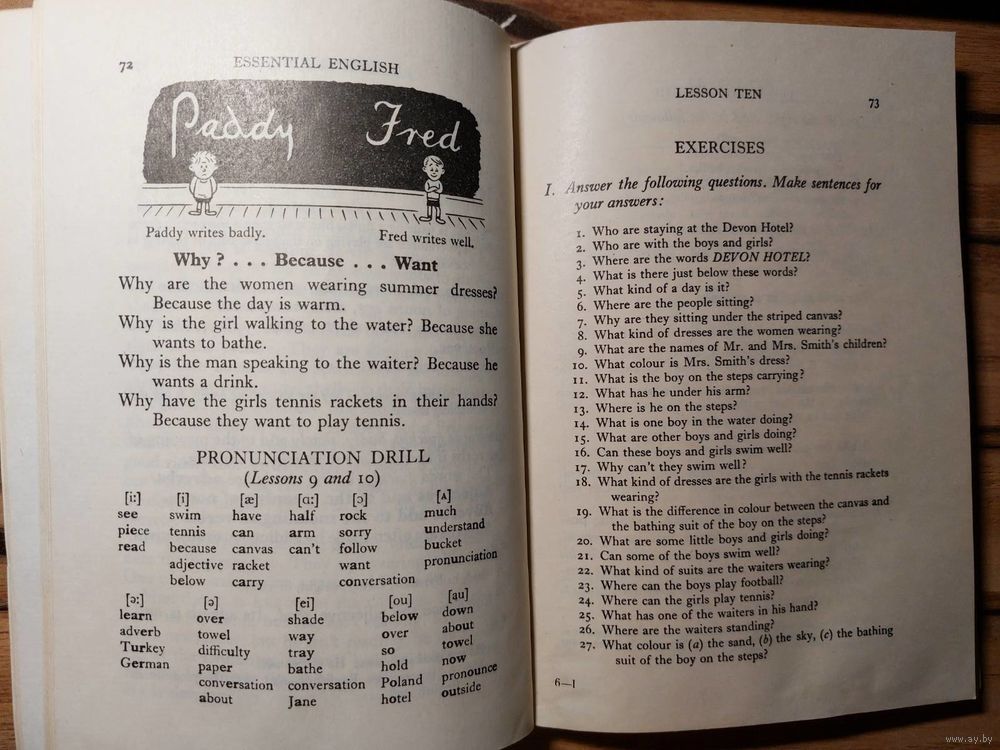 72
ESSENTIAL ENGLISH
Paddy Fred
Paddy writes badly.
Fred writes well.
Why? . . . Because . . . Want
Why are the women wearing summer dresses?
Because the day is warm.
Why is the girl walking to the water? Because she
wants to bathe.
Why is the man speaking to the waiter? Because he
wants a drink.
Why have the girls tennis rackets in their hands?
Because they want to play tennis.
PRONUNCIATION DRILL
(Lessons 9 and 10)
[i:] [i] [æ] [ɑ:] [ɔ] [ʌ]
see swim have half rock much
piece tennis can arm sorry understand
read because canvas can't follow bucket
adjective racket want pronunciation
below carry conversation
[ə:] [ə] [ei] [ou] [au]
learn over shade below down
adverb towel way over about
Turkey difficulty tray so towel
German paper bathe hold now
conversation conversation Poland pronounce
about Jane hotel outside
LESSON TEN
73
EXERCISES
I. Answer the following questions. Make sentences for
your answers:
1. Who are staying at the Devon Hotel?
2. Who are with the boys and girls?
3. Where are the words DEVON HOTEL?
4. What is there just below these words?
5. What kind of a day is it?
6. Where are the people sitting?
7. Why are they sitting under the striped canvas?
8. What kind of dresses are the women wearing?
9. What are the names of Mr. and Mrs. Smith's children?
10. What colour is Mrs. Smith's dress?
11. What is the boy on the steps carrying?
12. What has he under his arm?
13. Where is he on the steps?
14. What is one boy in the water doing?
15. What are other boys and girls doing?
16. Can these boys and girls swim well?
17. Why can't they swim well?
18. What kind of dresses are the girls with the tennis rackets
wearing?
19. What is the difference in colour between the canvas and
the bathing suit of the boy on the steps?
20. What are some little boys and girls doing?
21. Can some of the boys swim well?
22. What kind of suits are the waiters wearing?
23. Where can the boys play football?
24. Where can the girls play tennis?
25. What has one of the waiters in his hand?
26. Where are the waiters standing?
27. What colour is (a) the sand, (b) the sky, (c) the bathing
suit of the boy on the steps?
6—I
www.ay.by